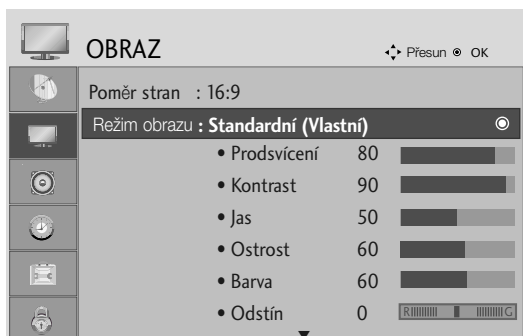 OBRAZ Přesun OK
Poměr stran : 16:9
Režim obrazu : Standardní (Vlastní)
• Prodsvícení 80
• Kontrast 90
• Jas 50
• Ostrost 60
• Barva 60
• Odstín 0 R G